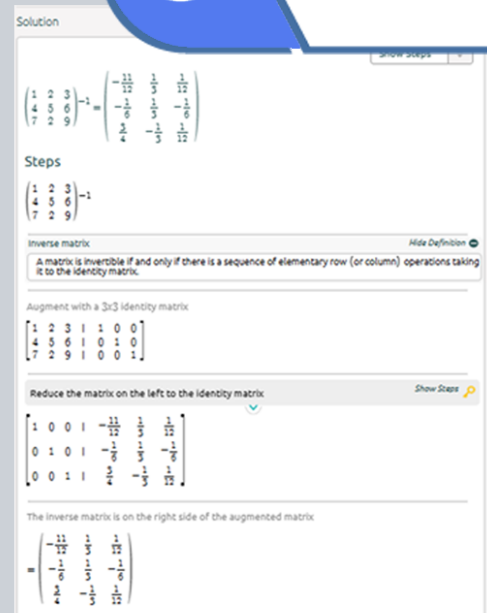 Solution
Show Steps
(1 2 3
4 5 6
7 2 9)⁻¹ = (-11/12 1/3 1/12
-1/6 1/3 -1/6
3/4 -1/3 1/12)
Steps
(1 2 3
4 5 6
7 2 9)⁻¹
Inverse matrix Hide Definition
A matrix is invertible if and only if there is a sequence of elementary row (or column) operations taking
it to the identity matrix.
Augment with a 3x3 identity matrix
[1 2 3 | 1 0 0
4 5 6 | 0 1 0
7 2 9 | 0 0 1]
Reduce the matrix on the left to the identity matrix Show Steps
[1 0 0 | -11/12 1/3 1/12
0 1 0 | -1/6 1/3 -1/6
0 0 1 | 3/4 -1/3 1/12]
The inverse matrix is on the right side of the augmented matrix
= (-11/12 1/3 1/12
-1/6 1/3 -1/6
3/4 -1/3 1/12)